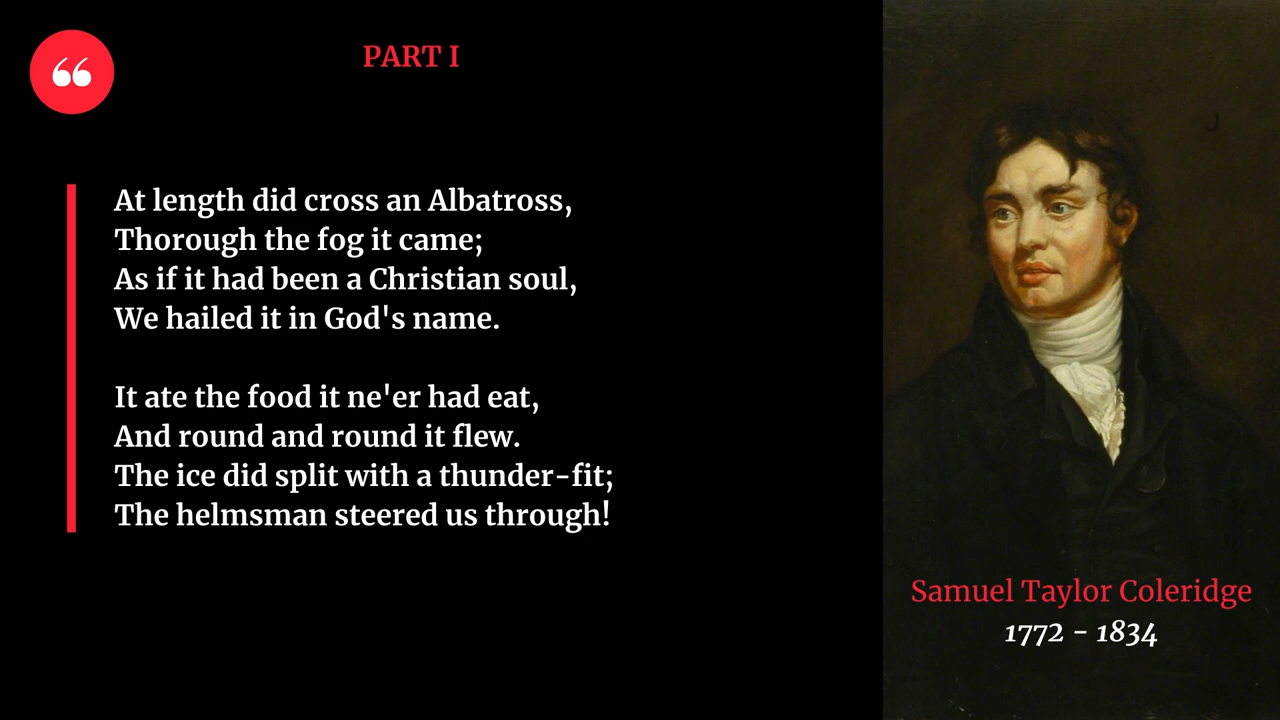 PART I
At length did cross an Albatross,
Thorough the fog it came;
As if it had been a Christian soul,
We hailed it in God's name.
It ate the food it ne'er had eat,
And round and round it flew.
The ice did split with a thunder-fit;
The helmsman steered us through!
Samuel Taylor Coleridge
1772 - 1834